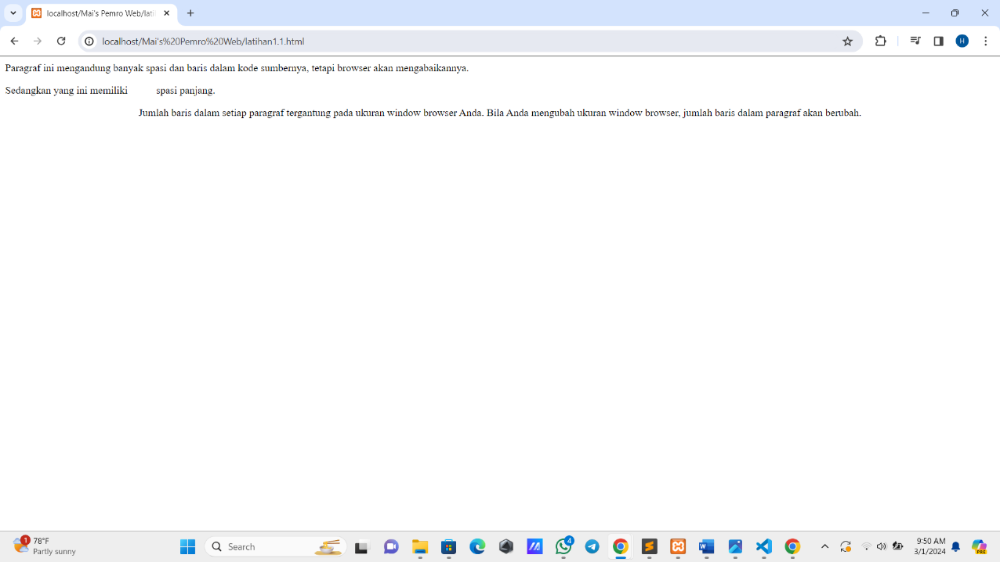 localhost/Mai's Pemro Web/lati
localhost/Mai's%20Pemro%20Web/latihan1.1.html
H
Paragraf ini mengandung banyak spasi dan baris dalam kode sumbernya, tetapi browser akan mengabaikannya.
Sedangkan yang ini memiliki spasi panjang.
Jumlah baris dalam setiap paragraf tergantung pada ukuran window browser Anda. Bila Anda mengubah ukuran window browser, jumlah baris dalam paragraf akan berubah.
1
78°F
Partly sunny
Search
4
W
9:50 AM
3/1/2024
PRE